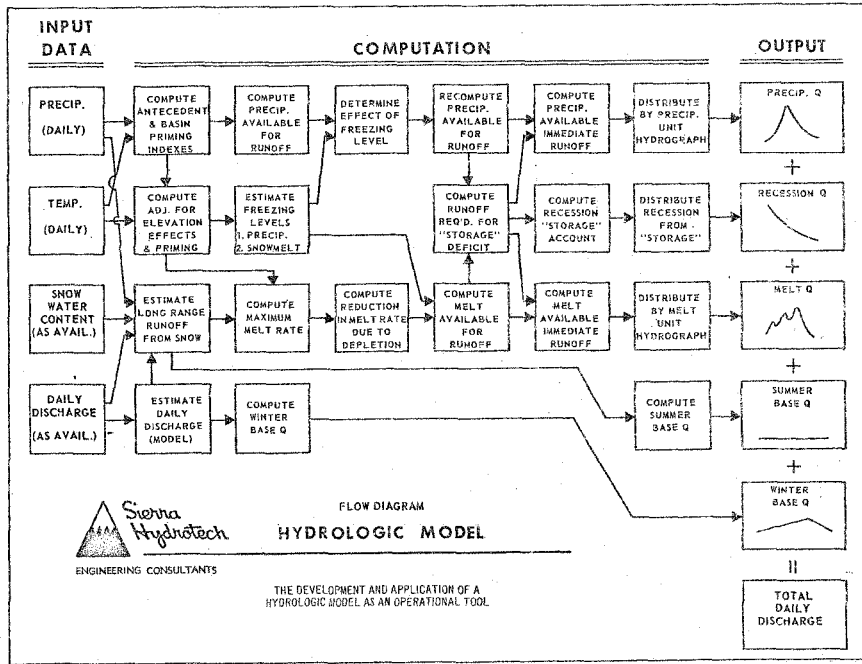 INPUT
DATA
COMPUTATION
OUTPUT
PRECIP.
(DAILY)
COMPUTE
ANTECEDENT
& BASIN
PRIMING
INDEXES
COMPUTE
PRECIP.
AVAILABLE
FOR
RUNOFF
DETERMINE
EFFECT OF
FREEZING
LEVEL
RECOMPUTE
PRECIP.
AVAILABLE
FOR
RUNOFF
COMPUTE
PRECIP.
AVAILABLE
IMMEDIATE
RUNOFF
DISTRIBUTE
BY PRECIP.
UNIT
HYDROGRAPH
PRECIP. Q
+
TEMP.
(DAILY)
COMPUTE
ADJ. FOR
ELEVATION
EFFECTS
& PRIMING
ESTIMATE
FREEZING
LEVELS
1. PRECIP.
2. SNOWMELT
COMPUTE
RUNOFF
REQ'D. FOR
"STORAGE"
DEFICIT
COMPUTE
RECESSION
"STORAGE"
ACCOUNT
DISTRIBUTE
RECESSION
FROM
"STORAGE"
RECESSION Q
+
SNOW
WATER
CONTENT
(AS AVAIL.)
ESTIMATE
LONG RANGE
RUNOFF
FROM SNOW
COMPUTE
MAXIMUM
MELT RATE
COMPUTE
REDUCTION
IN MELT RATE
DUE TO
DEPLETION
COMPUTE
MELT
AVAILABLE
FOR
RUNOFF
COMPUTE
MELT
AVAILABLE
IMMEDIATE
RUNOFF
DISTRIBUTE
BY MELT
UNIT
HYDROGRAPH
MELT Q
+
DAILY
DISCHARGE
(AS AVAIL.)
ESTIMATE
DAILY
DISCHARGE
(MODEL)
COMPUTE
WINTER
BASE Q
COMPUTE
SUMMER
BASE Q
SUMMER
BASE Q
+
WINTER
BASE Q
=
TOTAL
DAILY
DISCHARGE
Sierra
Hydrotech
ENGINEERING CONSULTANTS
FLOW DIAGRAM
HYDROLOGIC MODEL
THE DEVELOPMENT AND APPLICATION OF A
HYDROLOGIC MODEL AS AN OPERATIONAL TOOL